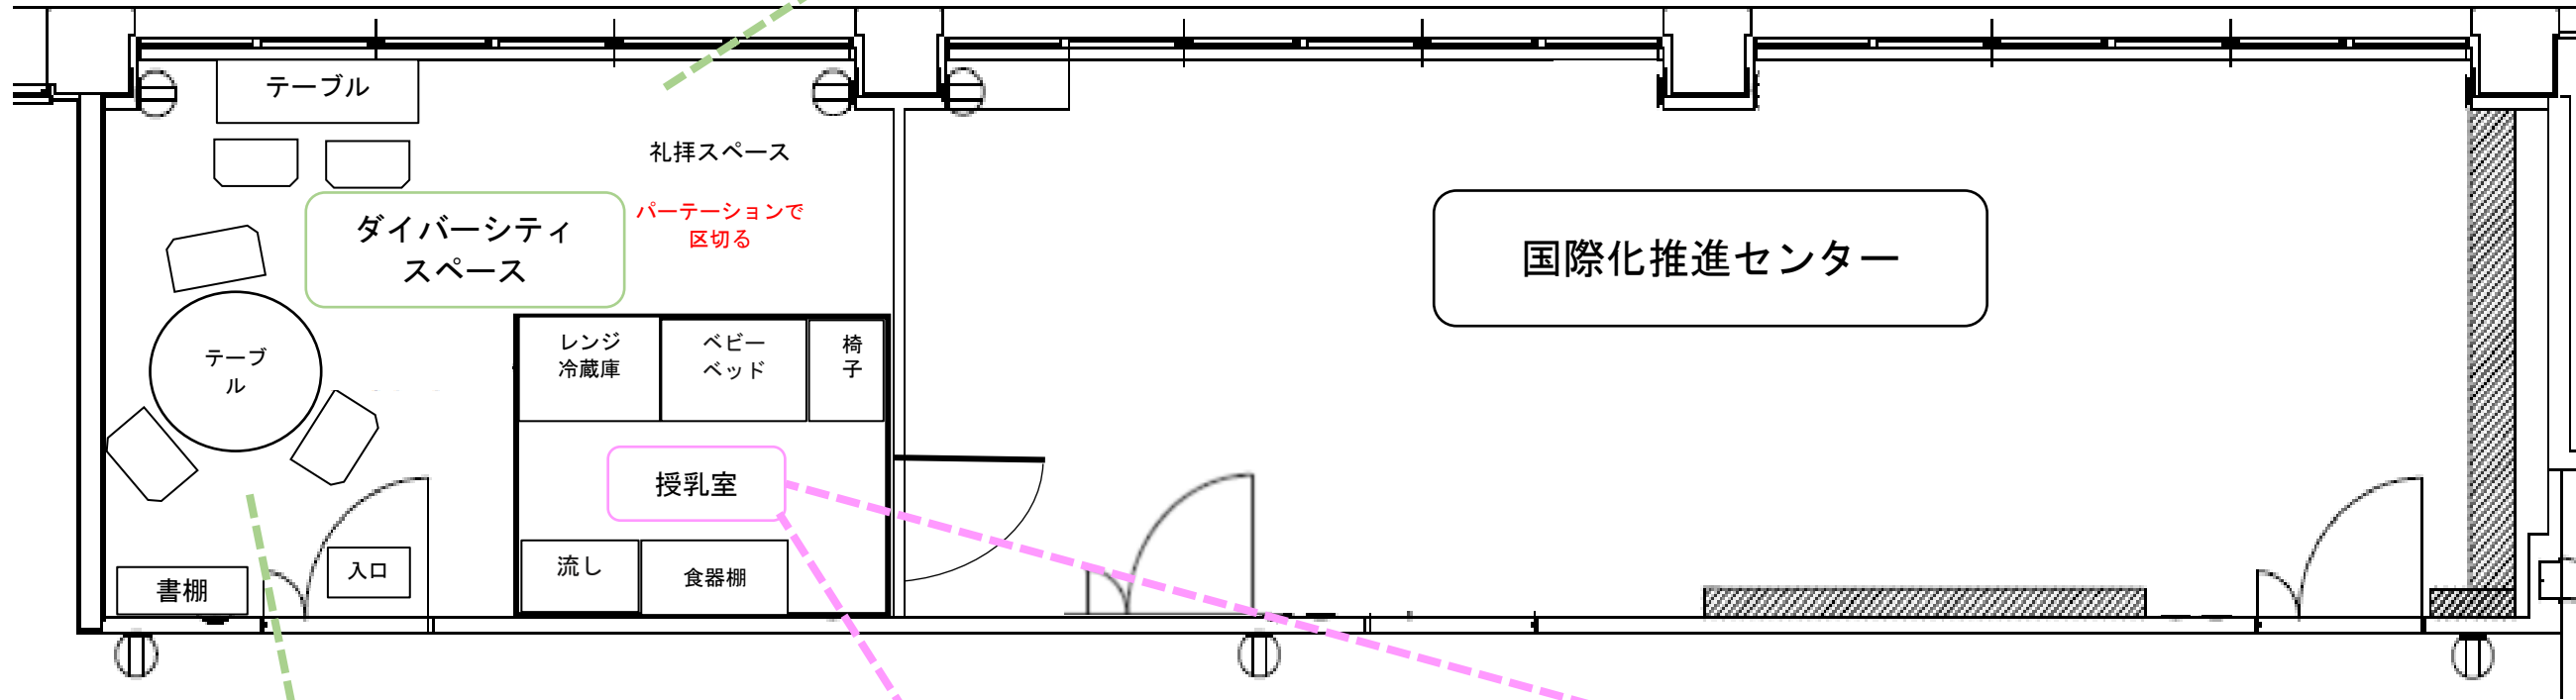 テーブル
礼拝スペース
パーテーションで
区切る
ダイバーシティ
スペース
国際化推進センター
テーブ
ル
レンジ
冷蔵庫
ベビー
ベッド
椅
子
授乳室
流し
食器棚
入口
書棚